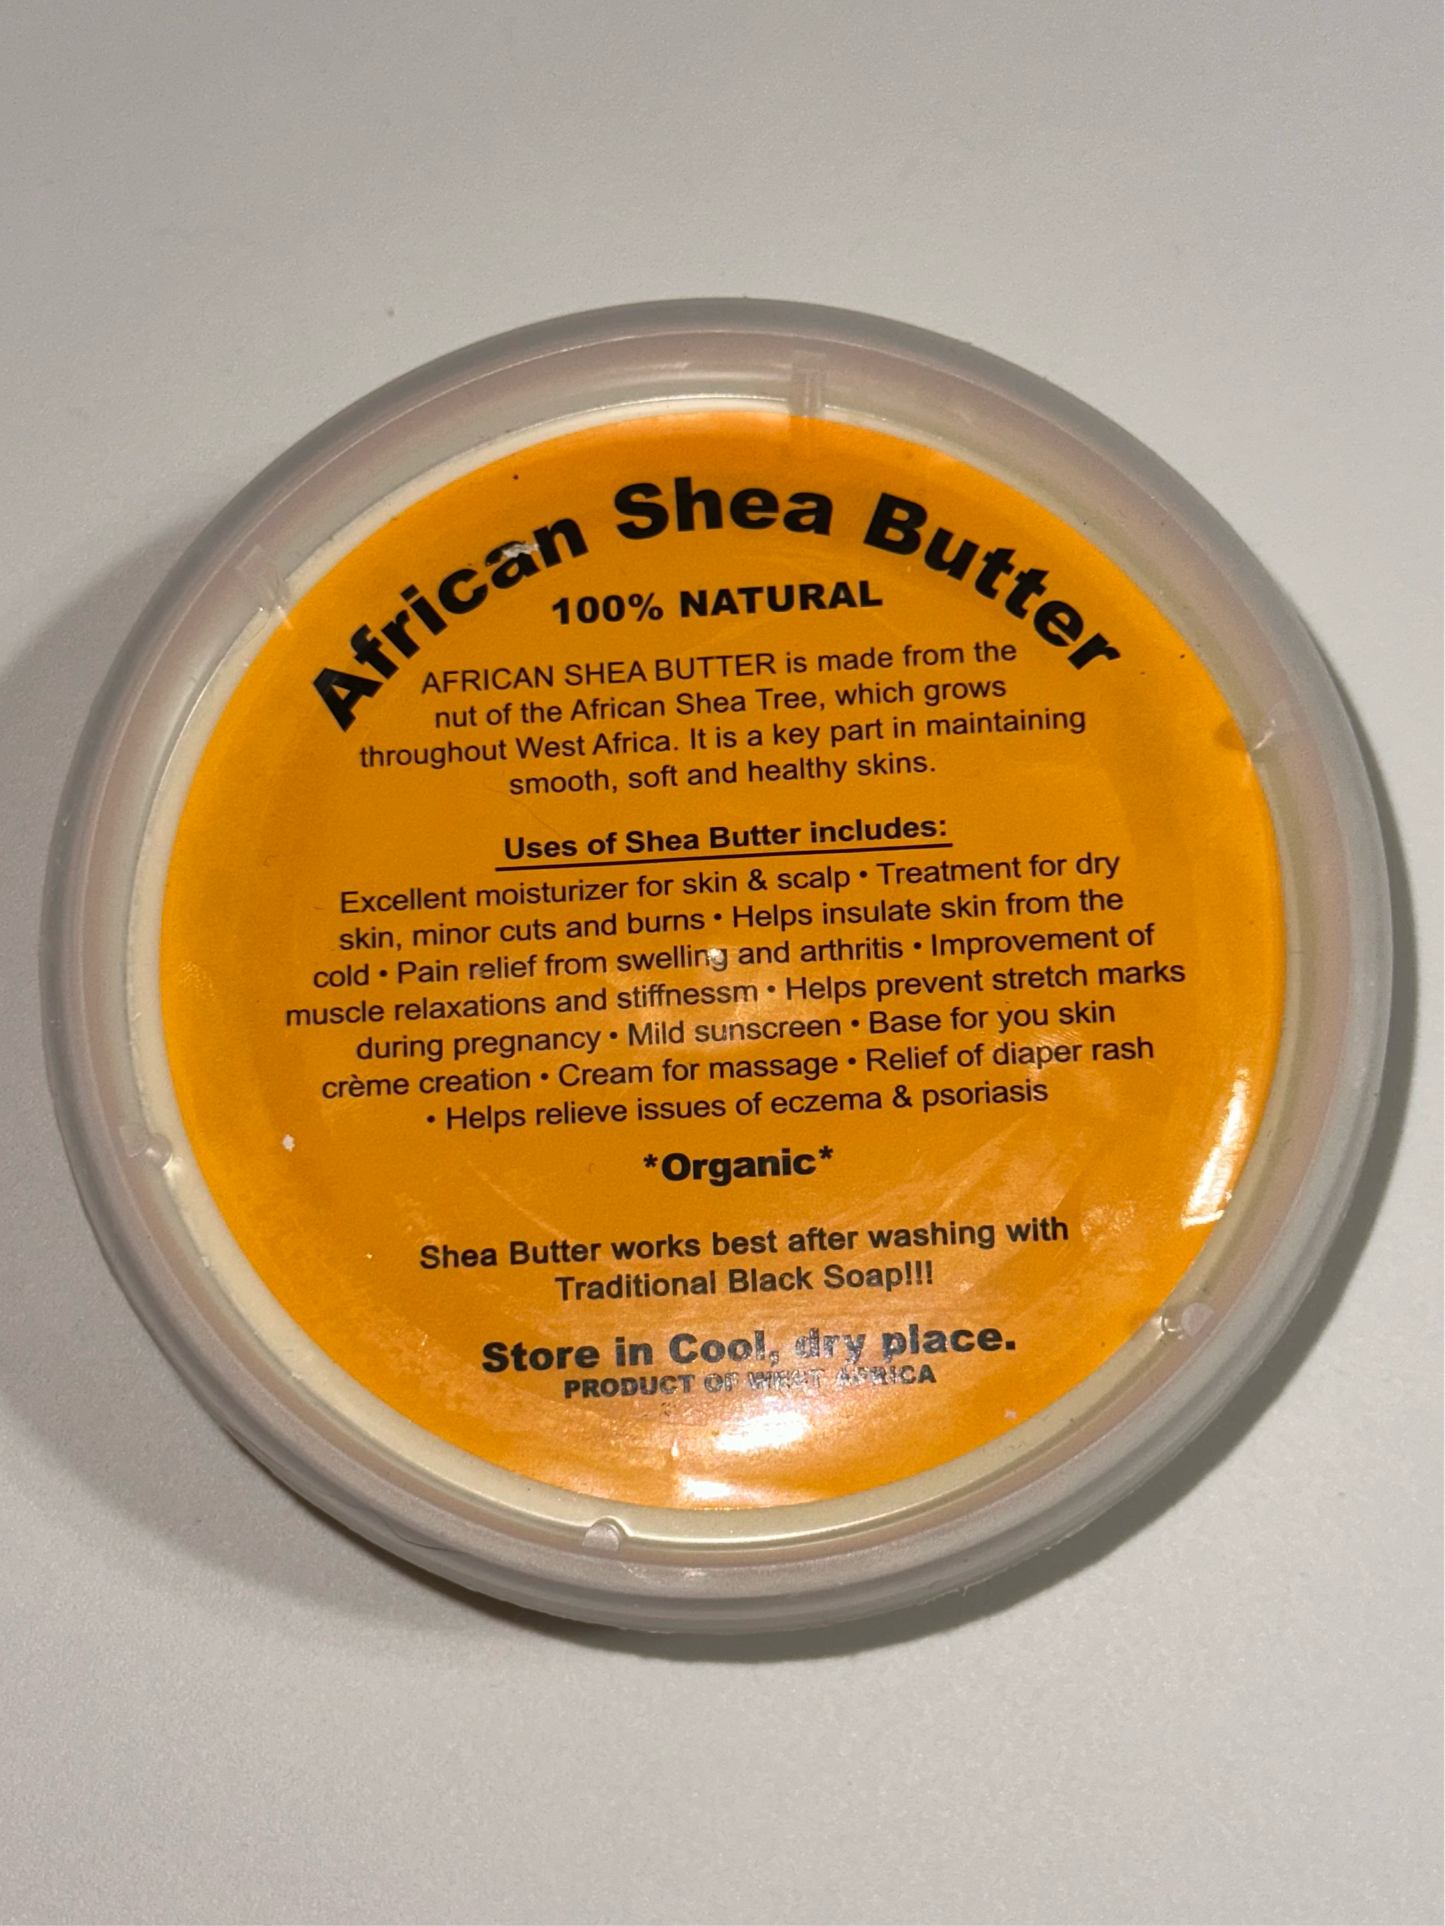 African Shea Butter
100% NATURAL
AFRICAN SHEA BUTTER is made from the
nut of the African Shea Tree, which grows
throughout West Africa. It is a key part in maintaining
smooth, soft and healthy skins.
Uses of Shea Butter includes:
Excellent moisturizer for skin & scalp • Treatment for dry
skin, minor cuts and burns • Helps insulate skin from the
cold • Pain relief from swelling and arthritis • Improvement of
muscle relaxations and stiffnessm • Helps prevent stretch marks
during pregnancy • Mild sunscreen • Base for you skin
crème creation • Cream for massage • Relief of diaper rash
• Helps relieve issues of eczema & psoriasis
*Organic*
Shea Butter works best after washing with
Traditional Black Soap!!!
Store in Cool, dry place.
PRODUCT OF WEST AFRICA